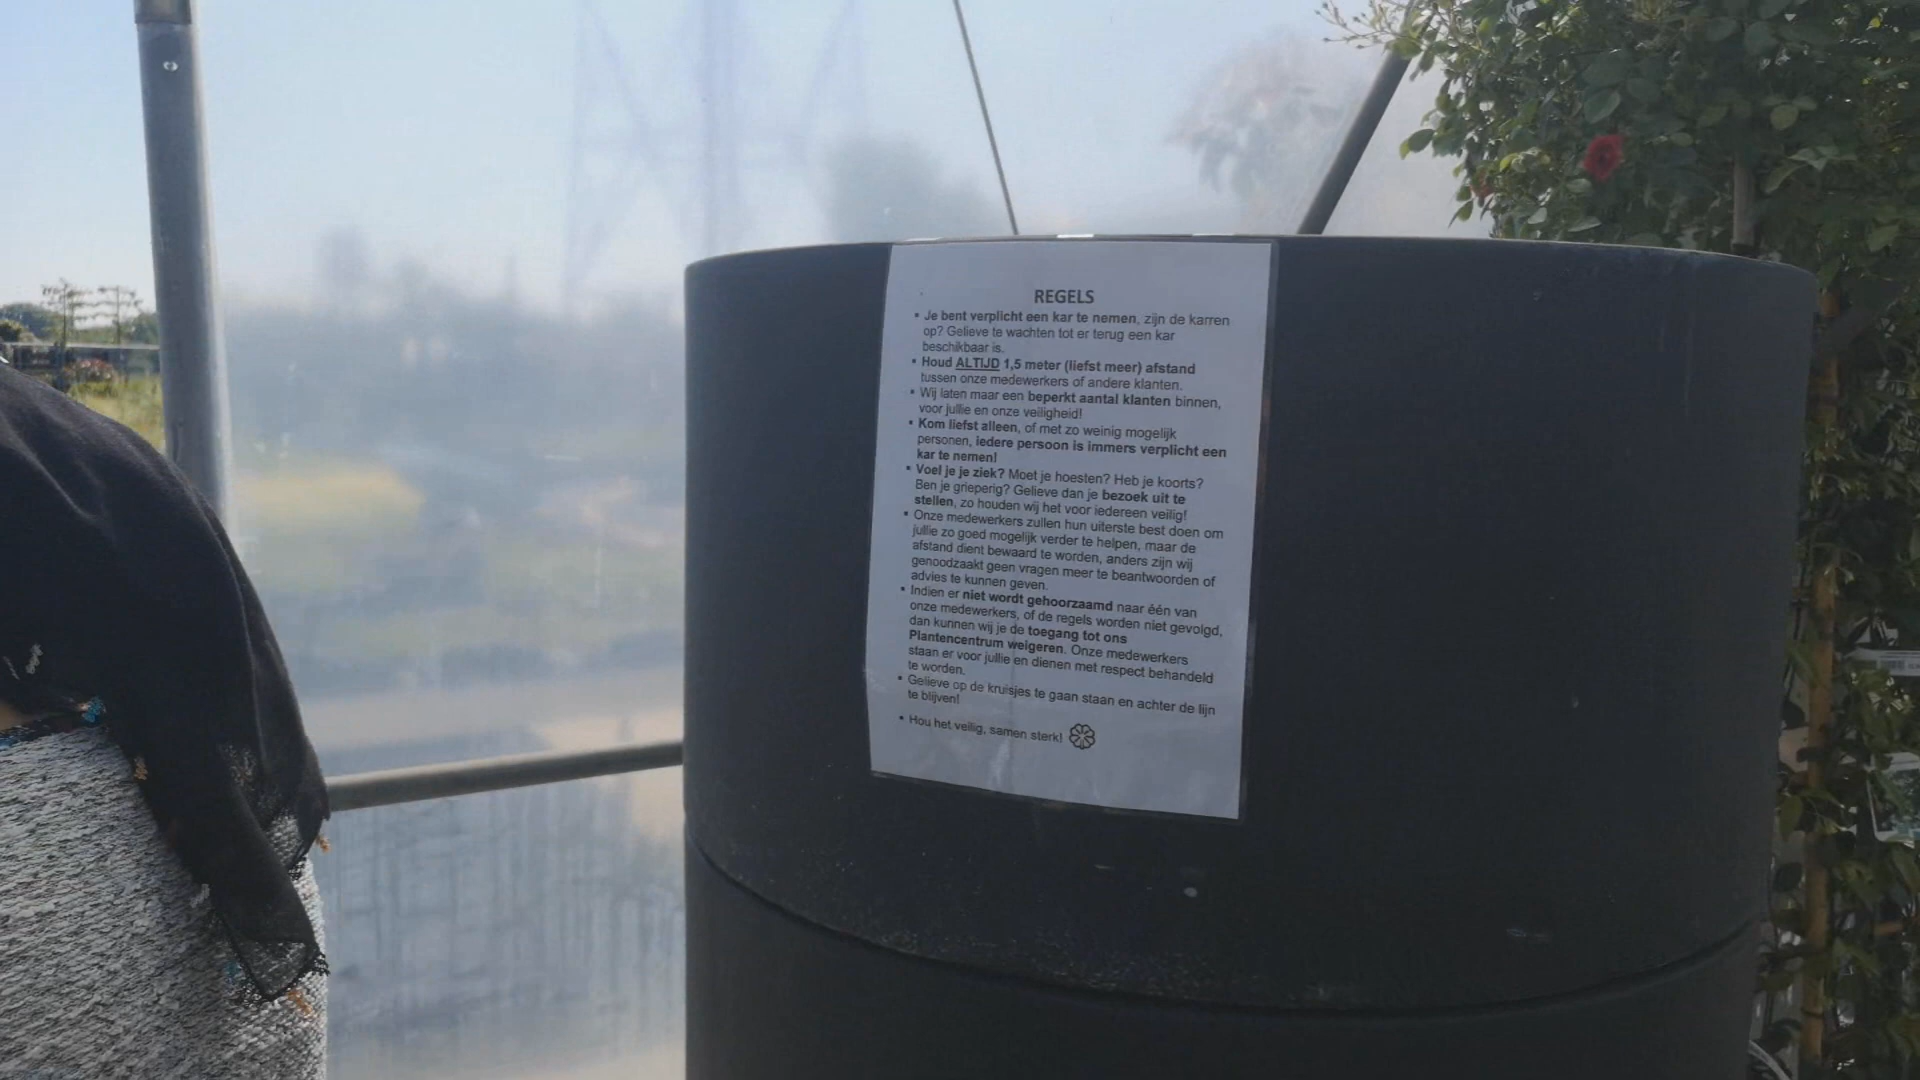 REGELS
• Je bent verplicht een kar te nemen, zijn de karren
op? Gelieve te wachten tot er terug een kar
beschikbaar is.
• Houd ALTIJD 1,5 meter (liefst meer) afstand
tussen onze medewerkers of andere klanten.
• Wij laten maar een beperkt aantal klanten binnen,
voor jullie en onze veiligheid!
• Kom liefst alleen, of met zo weinig mogelijk
personen, iedere persoon is immers verplicht een
kar te nemen!
• Voel je je ziek? Moet je hoesten? Heb je koorts?
Ben je grieperig? Gelieve dan je bezoek uit te
stellen, zo houden wij het voor iedereen veilig!
• Onze medewerkers zullen hun uiterste best doen om
jullie zo goed mogelijk verder te helpen, maar de
afstand dient bewaard te worden, anders zijn wij
genoodzaakt geen vragen meer te beantwoorden of
advies te kunnen geven.
• Indien er niet wordt gehoorzaamd naar één van
onze medewerkers, of de regels worden niet gevolgd,
dan kunnen wij je de toegang tot ons
Plantencentrum weigeren. Onze medewerkers
staan er voor jullie en dienen met respect behandeld
te worden.
• Gelieve op de kruisjes te gaan staan en achter de lijn
te blijven!
• Hou het veilig, samen sterk!